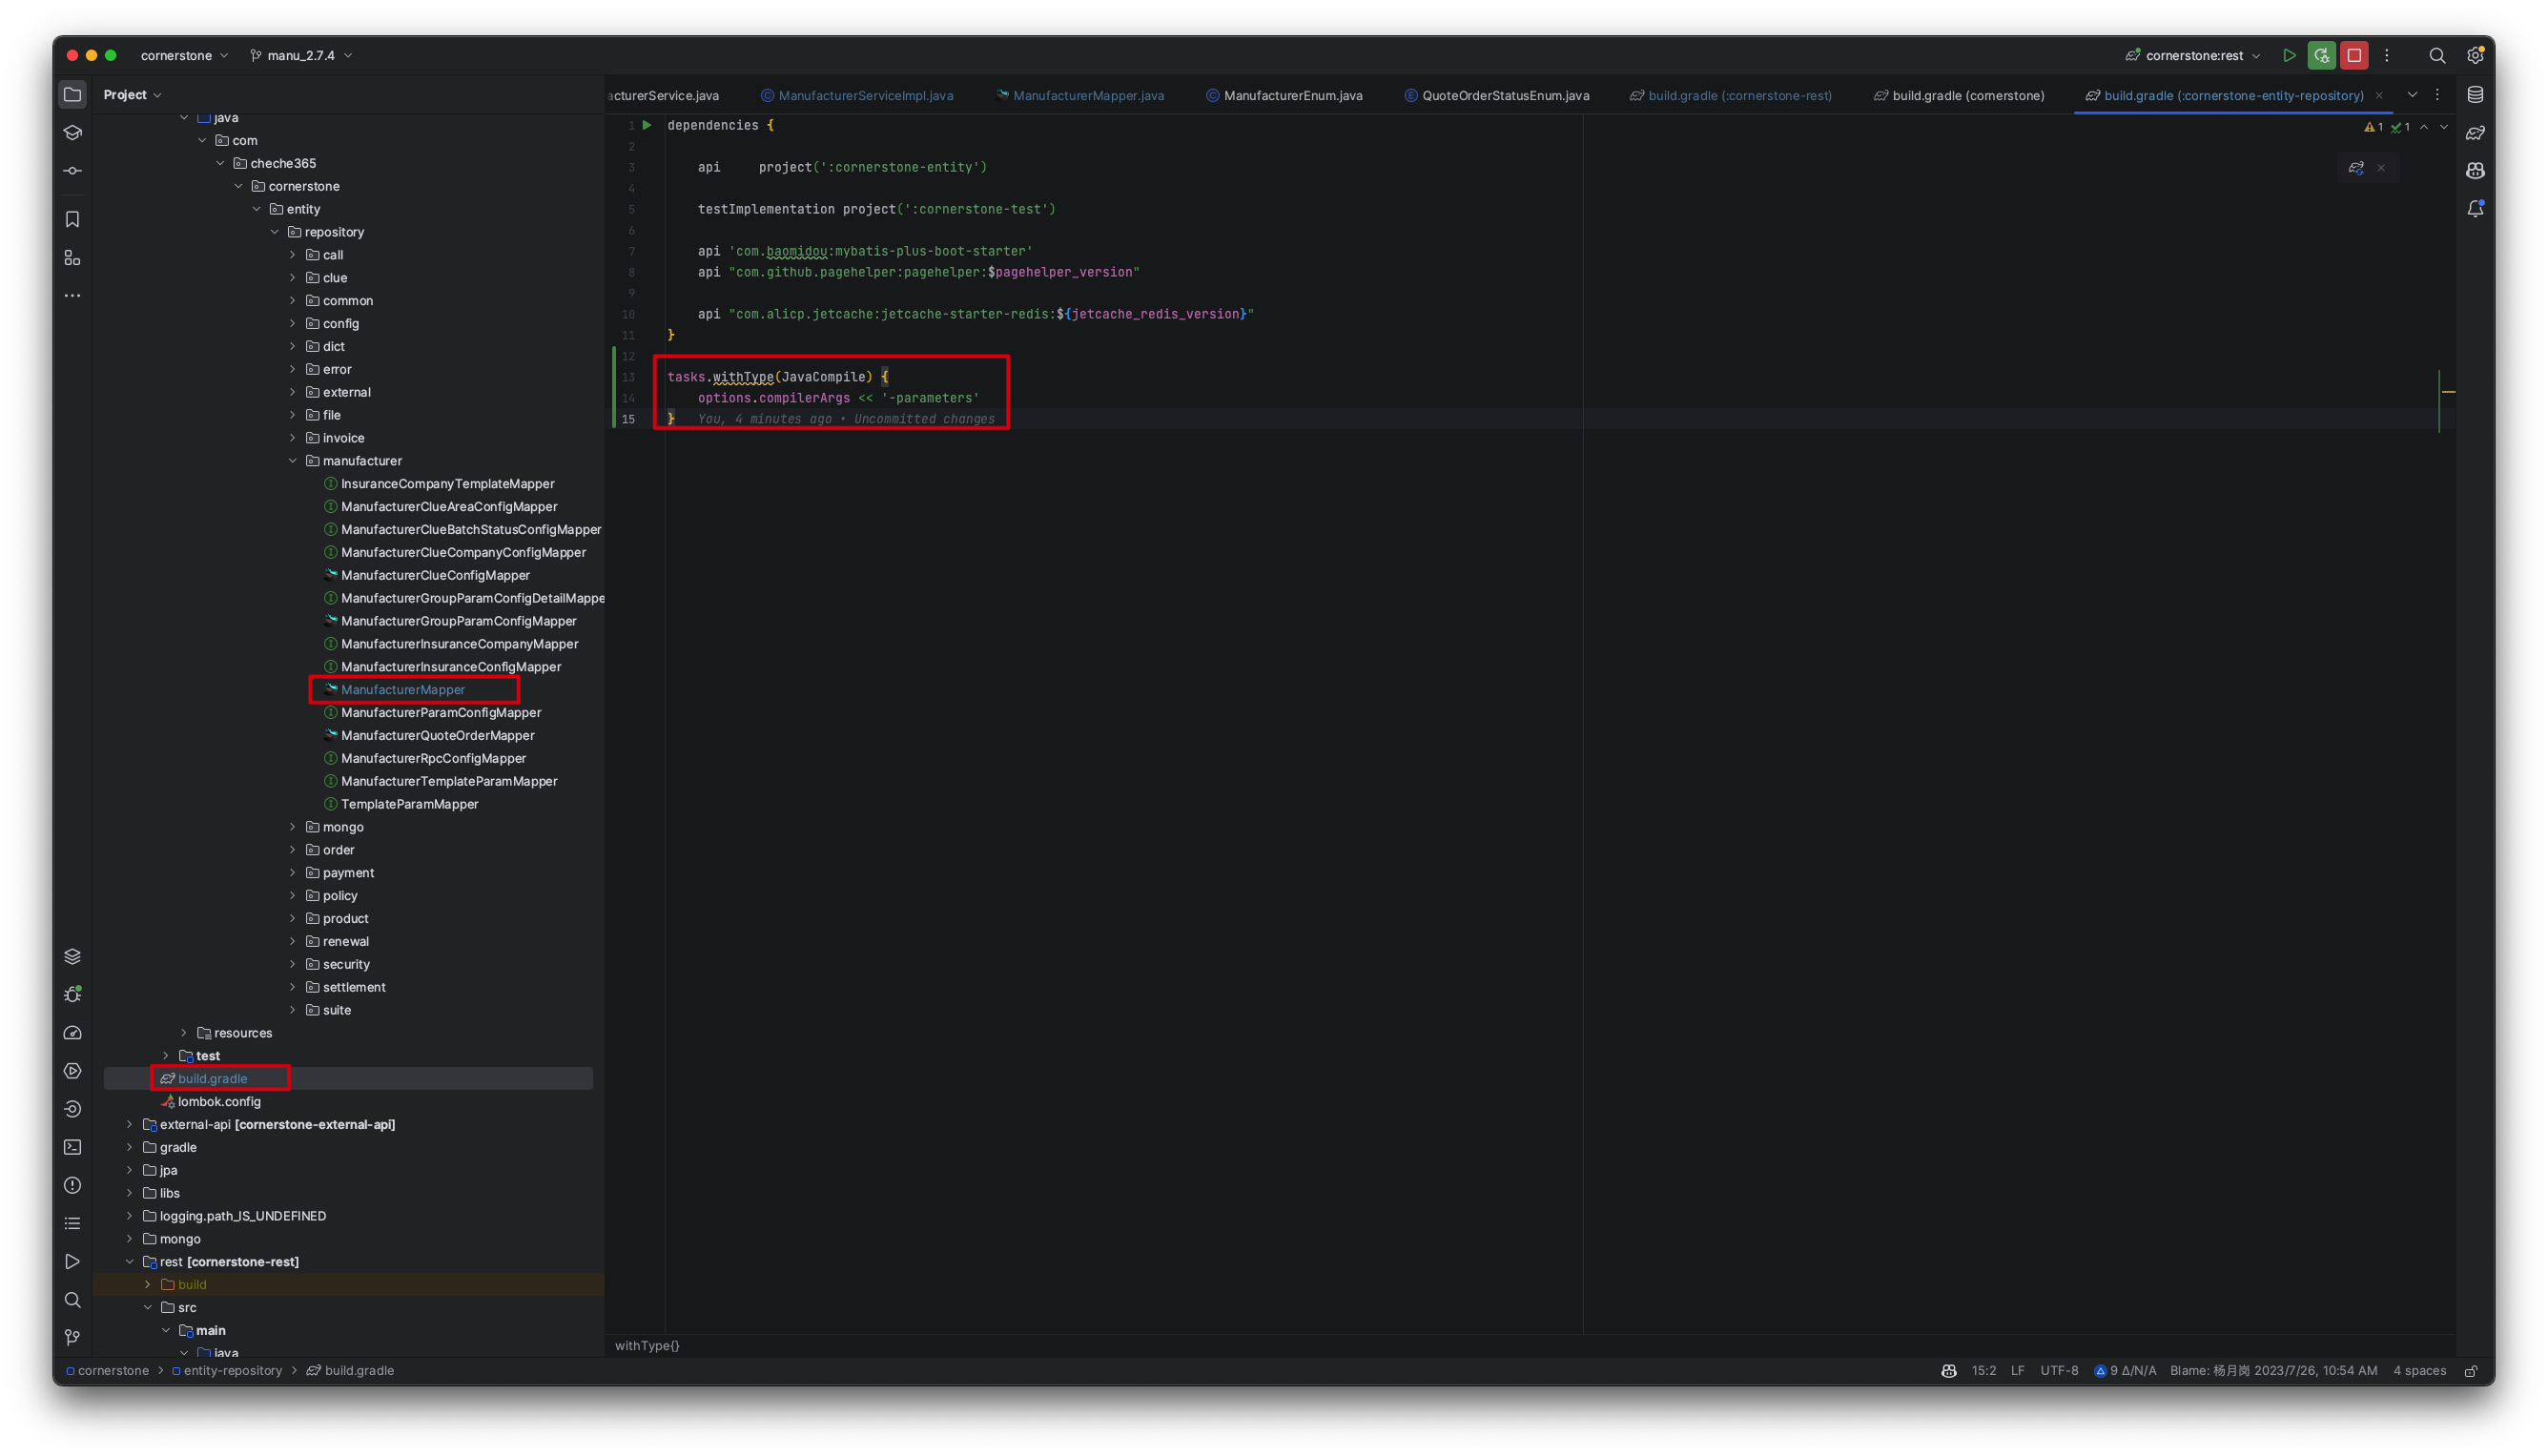 cornerstone
manu_2.7.4
cornerstone:rest
Project
acturerService.java
ManufacturerServiceImpl.java
ManufacturerMapper.java
ManufacturerEnum.java
QuoteOrderStatusEnum.java
build.gradle (:cornerstone-rest)
build.gradle (cornerstone)
build.gradle (:cornerstone-entity-repository)
java
com
cheche365
cornerstone
entity
repository
call
clue
common
config
dict
error
external
file
invoice
manufacturer
InsuranceCompanyTemplateMapper
ManufacturerClueAreaConfigMapper
ManufacturerClueBatchStatusConfigMapper
ManufacturerClueCompanyConfigMapper
ManufacturerClueConfigMapper
ManufacturerGroupParamConfigDetailMappe
ManufacturerGroupParamConfigMapper
ManufacturerInsuranceCompanyMapper
ManufacturerInsuranceConfigMapper
ManufacturerMapper
ManufacturerParamConfigMapper
ManufacturerQuoteOrderMapper
ManufacturerRpcConfigMapper
ManufacturerTemplateParamMapper
TemplateParamMapper
mongo
order
payment
policy
product
renewal
security
settlement
suite
resources
test
build.gradle
lombok.config
external-api [cornerstone-external-api]
gradle
jpa
libs
logging.path_IS_UNDEFINED
mongo
rest [cornerstone-rest]
build
src
main
java
1 dependencies {
2
3 api     project(':cornerstone-entity')
4
5 testImplementation project(':cornerstone-test')
6
7 api 'com.baomidou:mybatis-plus-boot-starter'
8 api "com.github.pagehelper:pagehelper:$pagehelper_version"
9
10 api "com.alicp.jetcache:jetcache-starter-redis:${jetcache_redis_version}"
11 }
12
13 tasks.withType(JavaCompile) {
14 options.compilerArgs << '-parameters'
15 } You, 4 minutes ago • Uncommitted changes
1 1
withType{}
cornerstone > entity-repository > build.gradle
15:2 LF UTF-8 9 Δ/N/A Blame: 杨月岗 2023/7/26, 10:54 AM 4 spaces